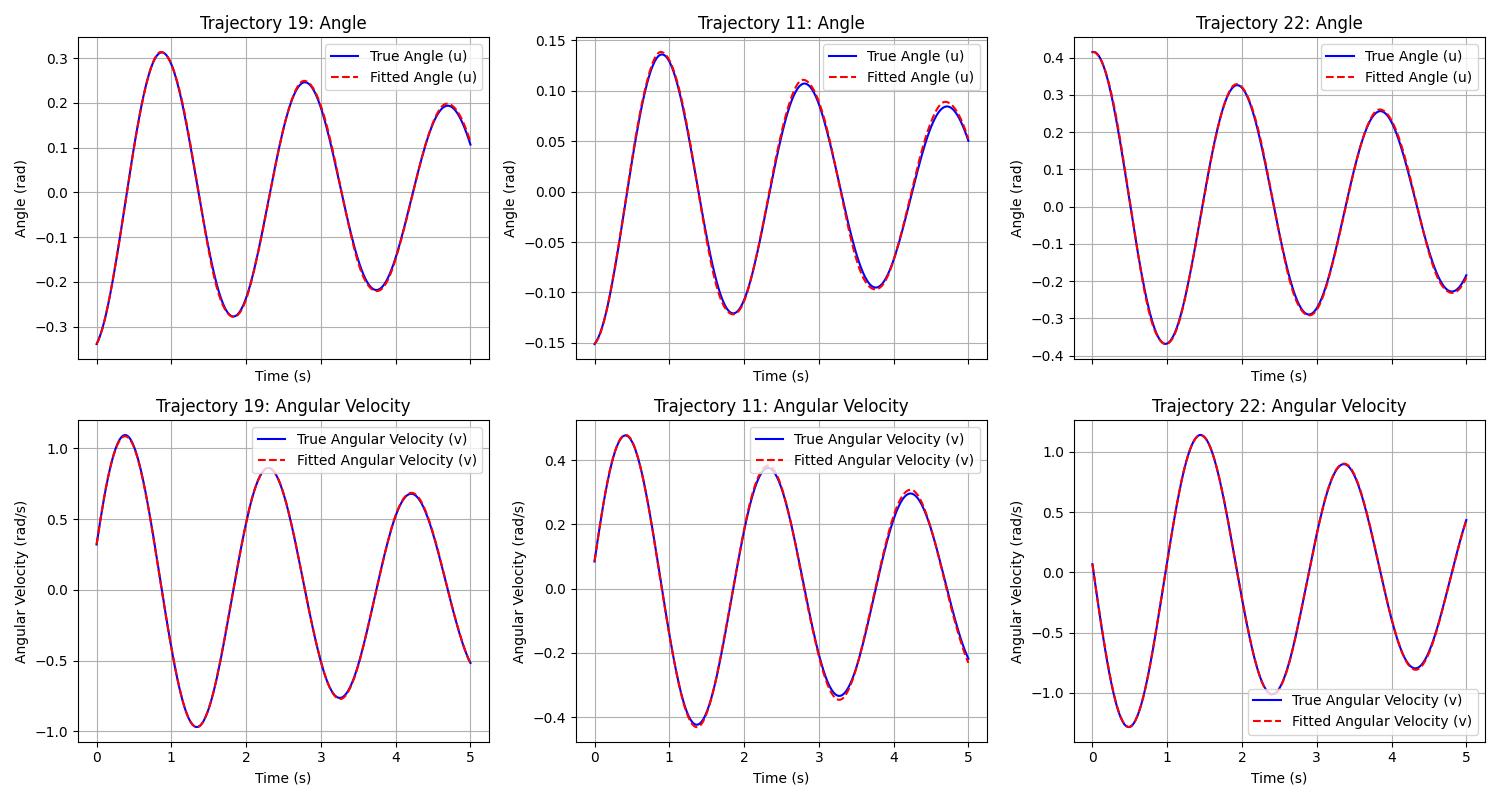 Trajectory 19: Angle
True Angle (u)
Fitted Angle (u)
Angle (rad)
0.3
0.2
0.1
0.0
−0.1
−0.2
−0.3
Time (s)
Trajectory 11: Angle
True Angle (u)
Fitted Angle (u)
Angle (rad)
0.15
0.10
0.05
0.00
−0.05
−0.10
−0.15
Time (s)
Trajectory 22: Angle
True Angle (u)
Fitted Angle (u)
Angle (rad)
0.4
0.3
0.2
0.1
0.0
−0.1
−0.2
−0.3
−0.4
Time (s)
Trajectory 19: Angular Velocity
True Angular Velocity (v)
Fitted Angular Velocity (v)
Angular Velocity (rad/s)
1.0
0.5
0.0
−0.5
−1.0
0 1 2 3 4 5
Time (s)
Trajectory 11: Angular Velocity
True Angular Velocity (v)
Fitted Angular Velocity (v)
Angular Velocity (rad/s)
0.4
0.2
0.0
−0.2
−0.4
0 1 2 3 4 5
Time (s)
Trajectory 22: Angular Velocity
True Angular Velocity (v)
Fitted Angular Velocity (v)
Angular Velocity (rad/s)
1.0
0.5
0.0
−0.5
−1.0
0 1 2 3 4 5
Time (s)